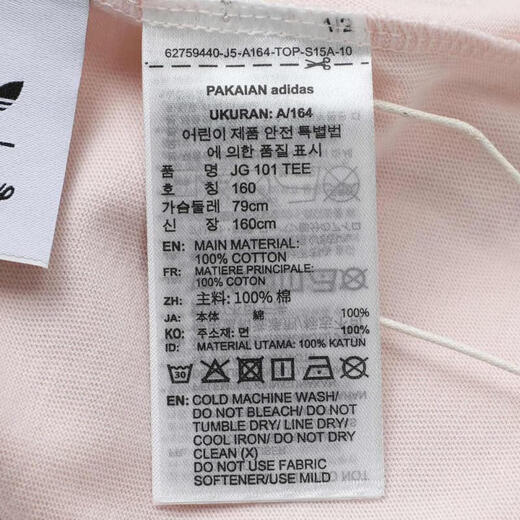 1/2
62759440-J5-A164-TOP-S15A-10
PAKAIAN adidas
UKURAN: A/164
어린이 제품 안전 특별법
에 의한 품질 표시
품 명 JG 101 TEE
호 칭 160
가슴둘레 79cm
신 장 160cm
EN: MAIN MATERIAL:
100% COTTON
FR: MATIERE PRINCIPALE:
100% COTON
ZH: 主料: 100% 棉
JA: 本体 綿 100%
KO: 주소재: 면 100%
ID: MATERIAL UTAMA: 100% KATUN
30
EN: COLD MACHINE WASH/
DO NOT BLEACH/ DO NOT
TUMBLE DRY/ LINE DRY/
COOL IRON/ DO NOT DRY
CLEAN (X)
DO NOT USE FABRIC
SOFTENER/USE MILD